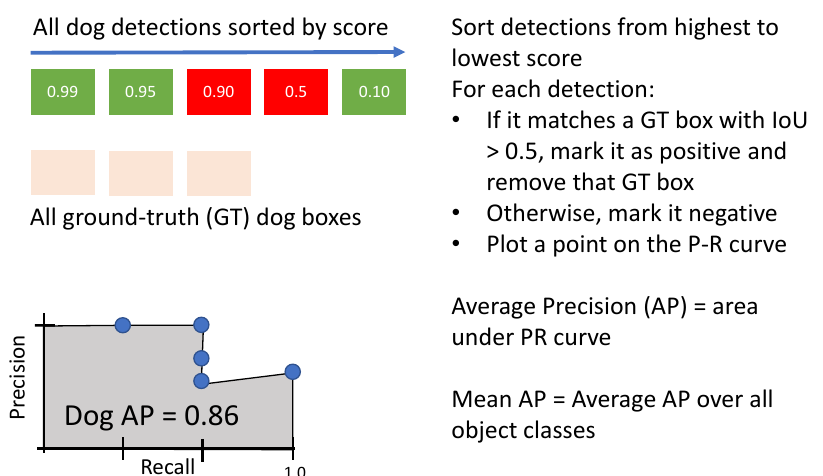 All dog detections sorted by score
0.99 0.95 0.90 0.5 0.10
All ground-truth (GT) dog boxes
Precision
Dog AP = 0.86
Recall
1.0
Sort detections from highest to
lowest score
For each detection:
• If it matches a GT box with IoU
> 0.5, mark it as positive and
remove that GT box
• Otherwise, mark it negative
• Plot a point on the P-R curve
Average Precision (AP) = area
under PR curve
Mean AP = Average AP over all
object classes